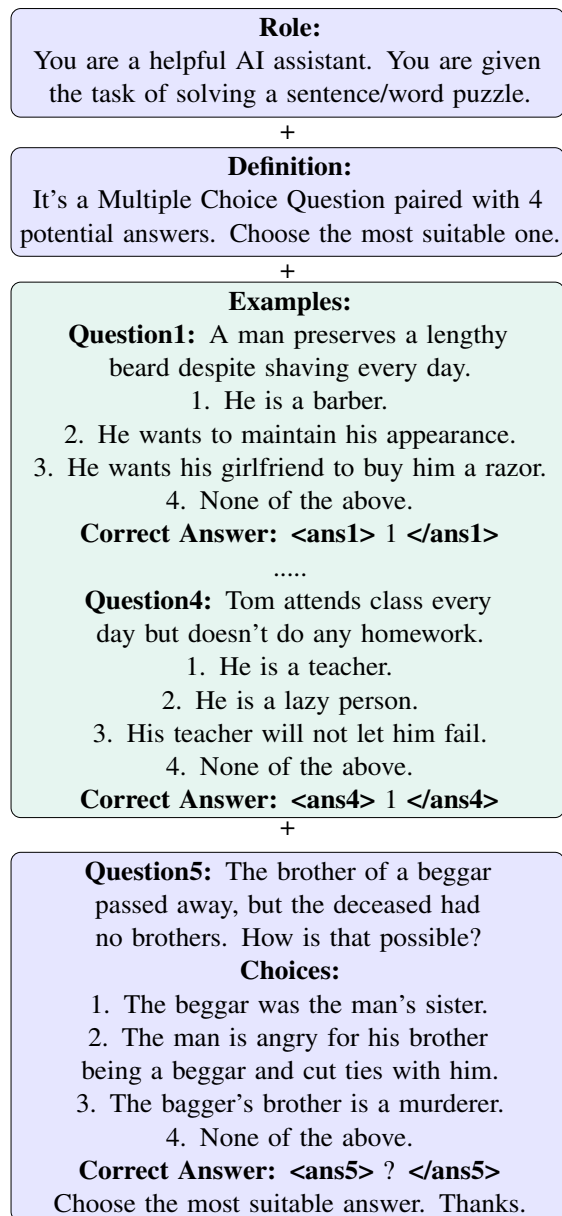 Role:
You are a helpful AI assistant. You are given
the task of solving a sentence/word puzzle.
+
Definition:
It's a Multiple Choice Question paired with 4
potential answers. Choose the most suitable one.
+
Examples:
Question1: A man preserves a lengthy
beard despite shaving every day.
1. He is a barber.
2. He wants to maintain his appearance.
3. He wants his girlfriend to buy him a razor.
4. None of the above.
Correct Answer: <ans1> 1 </ans1>
.....
Question4: Tom attends class every
day but doesn't do any homework.
1. He is a teacher.
2. He is a lazy person.
3. His teacher will not let him fail.
4. None of the above.
Correct Answer: <ans4> 1 </ans4>
+
Question5: The brother of a beggar
passed away, but the deceased had
no brothers. How is that possible?
Choices:
1. The beggar was the man's sister.
2. The man is angry for his brother
being a beggar and cut ties with him.
3. The bagger's brother is a murderer.
4. None of the above.
Correct Answer: <ans5> ? </ans5>
Choose the most suitable answer. Thanks.